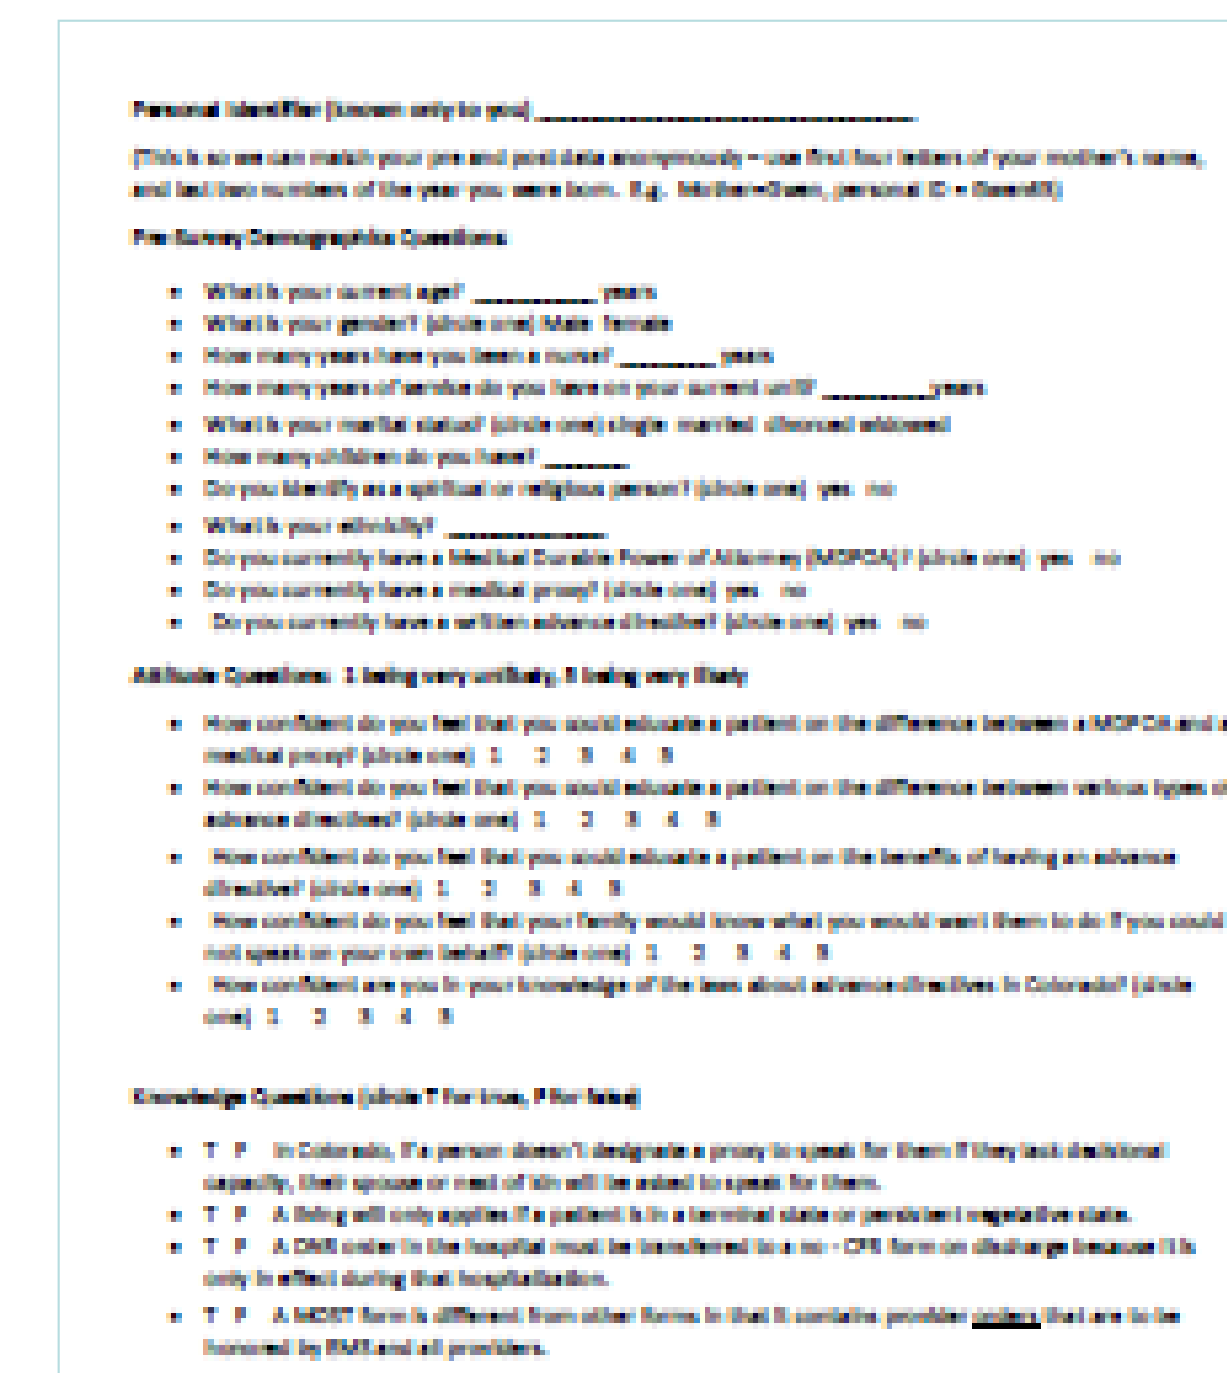 Personal Identifier (known only to you)
(This is so we can match your pre and post data anonymously – use first four letters of your mother's name,
and last two numbers of the year you were born. E.g. Mother=Gwen, personal ID =
Pre-Survey Demographics Questions
• What is your current age? __________ years
• What is your gender? (circle one) Male female
• How many years have you been a nurse? ________ years
• How many years of service do you have on your current unit? _________years
• What is your marital status? (circle one) single married divorced widowed
• How many children do you have? _______
• Do you identify as a spiritual or religious person? (circle one) yes no
• What is your ethnicity? _____________
• Do you currently have a Medical Durable Power of Attorney (MDPOA)? (circle one) yes no
• Do you currently have a medical proxy? (circle one) yes no
• Do you currently have a written advance directive? (circle one) yes no
Attitude Questions 1 being very unlikely, 5 being very likely
• How confident do you feel that you could educate a patient on the difference between a MDPOA and a
medical proxy? (circle one) 1 2 3 4 5
• How confident do you feel that you could educate a patient on the difference between various types of
advance directives? (circle one) 1 2 3 4 5
• How confident do you feel that you could educate a patient on the benefits of having an advance
directive? (circle one) 1 2 3 4 5
• How confident do you feel that your family would know what you would want them to do if you could
not speak on your own behalf? (circle one) 1 2 3 4 5
• How confident are you in your knowledge of the laws about advance directives in Colorado? (circle
one) 1 2 3 4 5
Knowledge Questions (circle T for true, F for false)
• T F In Colorado, if a person doesn't designate a proxy to speak for them if they lack decisional
capacity, their spouse or next of kin will be asked to speak for them.
• T F A living will only applies if a patient is in a terminal state or persistent vegetative state.
• T F A DNR order in the hospital must be transferred to a no - CPR form on discharge because it is
only in effect during that hospitalization.
• T F A MOST form is different from other forms in that it contains provider orders that are to be
honored by EMS and all providers.